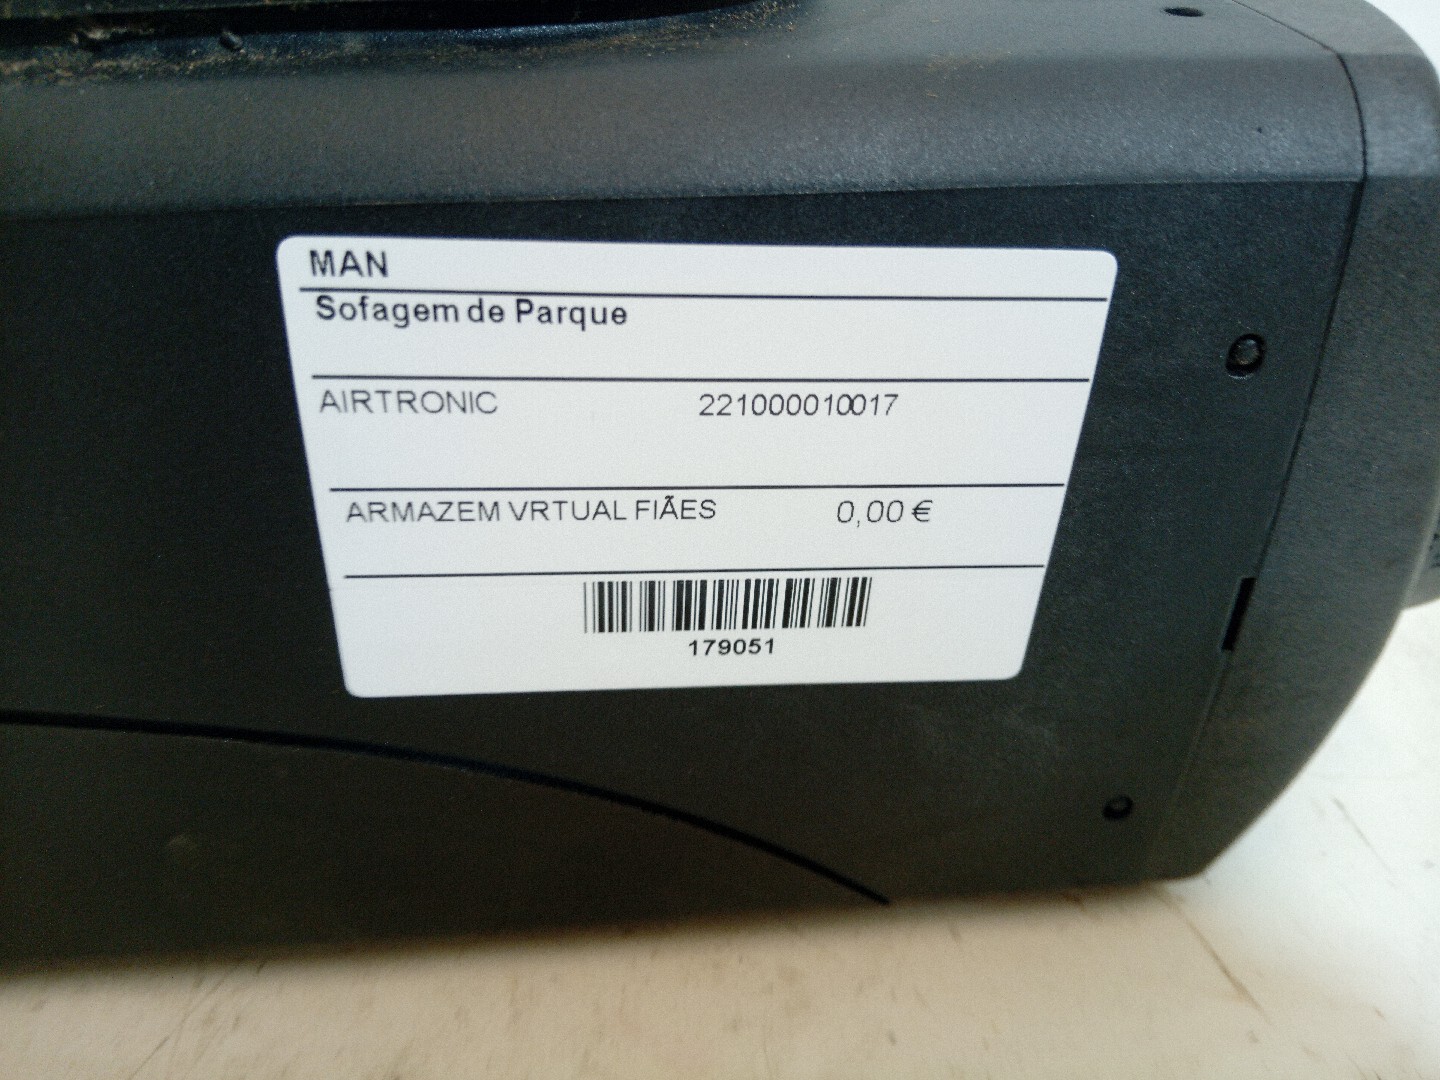 MAN
Sofagem de Parque
AIRTRONIC 221000010017
ARMAZEM VRTUAL FIÃES 0,00 €
179051